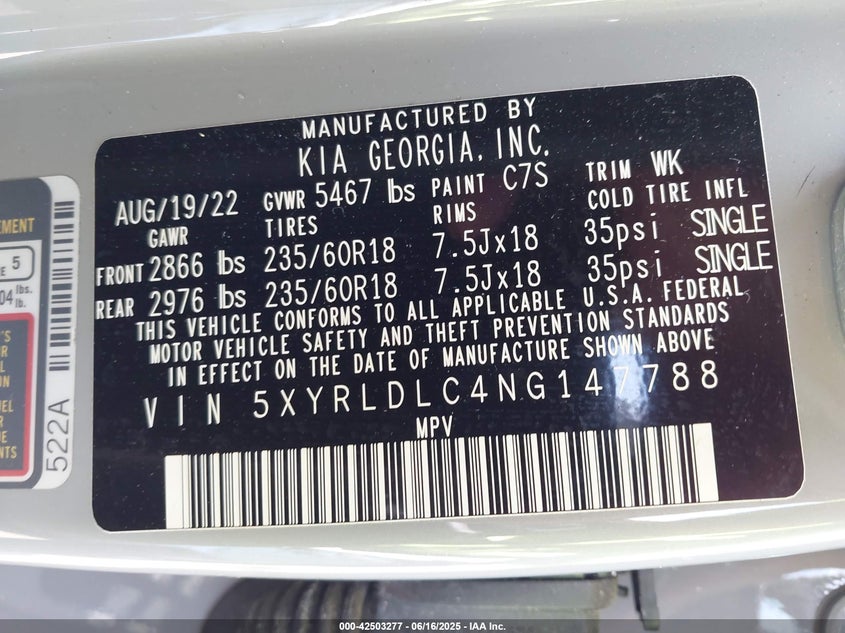 MANUFACTURED BY
KIA GEORGIA, INC.
AUG/19/22 GVWR 5467 lbs PAINT C7S TRIM WK
GAWR TIRES RIMS COLD TIRE INFL
FRONT 2866 lbs 235/60R18 7.5Jx18 35psi SINGLE
REAR 2976 lbs 235/60R18 7.5Jx18 35psi SINGLE
THIS VEHICLE CONFORMS TO ALL APPLICABLE U.S.A. FEDERAL
MOTOR VEHICLE SAFETY AND THEFT PREVENTION STANDARDS
IN EFFECT ON THE DATE OF MANUFACTURE SHOWN ABOVE
VIN 5XYRLDLC4NG147788
MPV
5
lbs.
lb.
522A
000-42503277 - 06/16/2025 - IAA Inc.